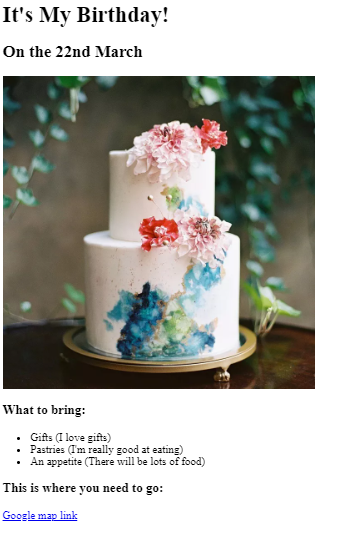 It's My Birthday!
On the 22nd March
What to bring:
Gifts (I love gifts)
Pastries (I'm really good at eating)
An appetite (There will be lots of food)
This is where you need to go:
Google map link